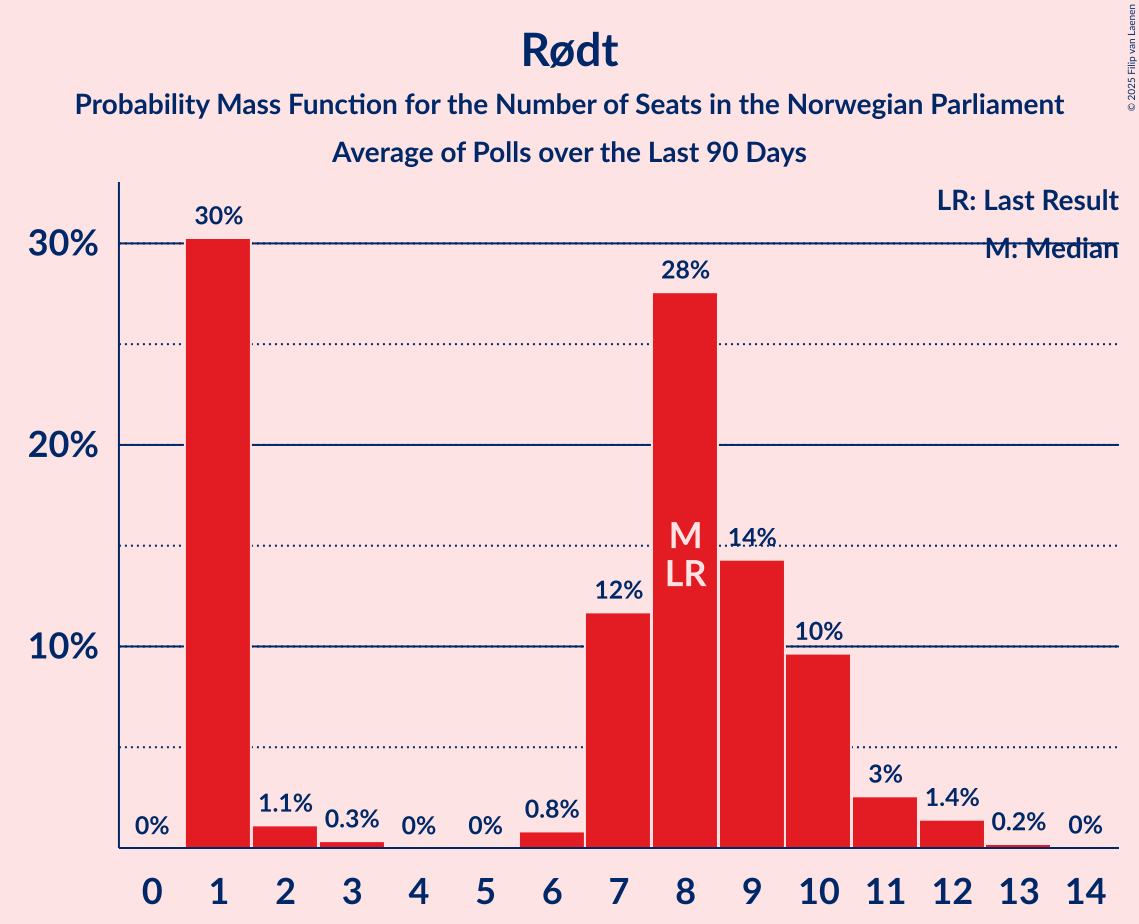 Rødt
Probability Mass Function for the Number of Seats in the Norwegian Parliament
Average of Polls over the Last 90 Days
© 2025 Filip van Laenen
LR: Last Result
M: Median
30%
20%
10%
0%
30%
1.1%
0.3%
0%
0%
0.8%
12%
28%
14%
10%
3%
1.4%
0.2%
0%
M
LR
0 1 2 3 4 5 6 7 8 9 10 11 12 13 14